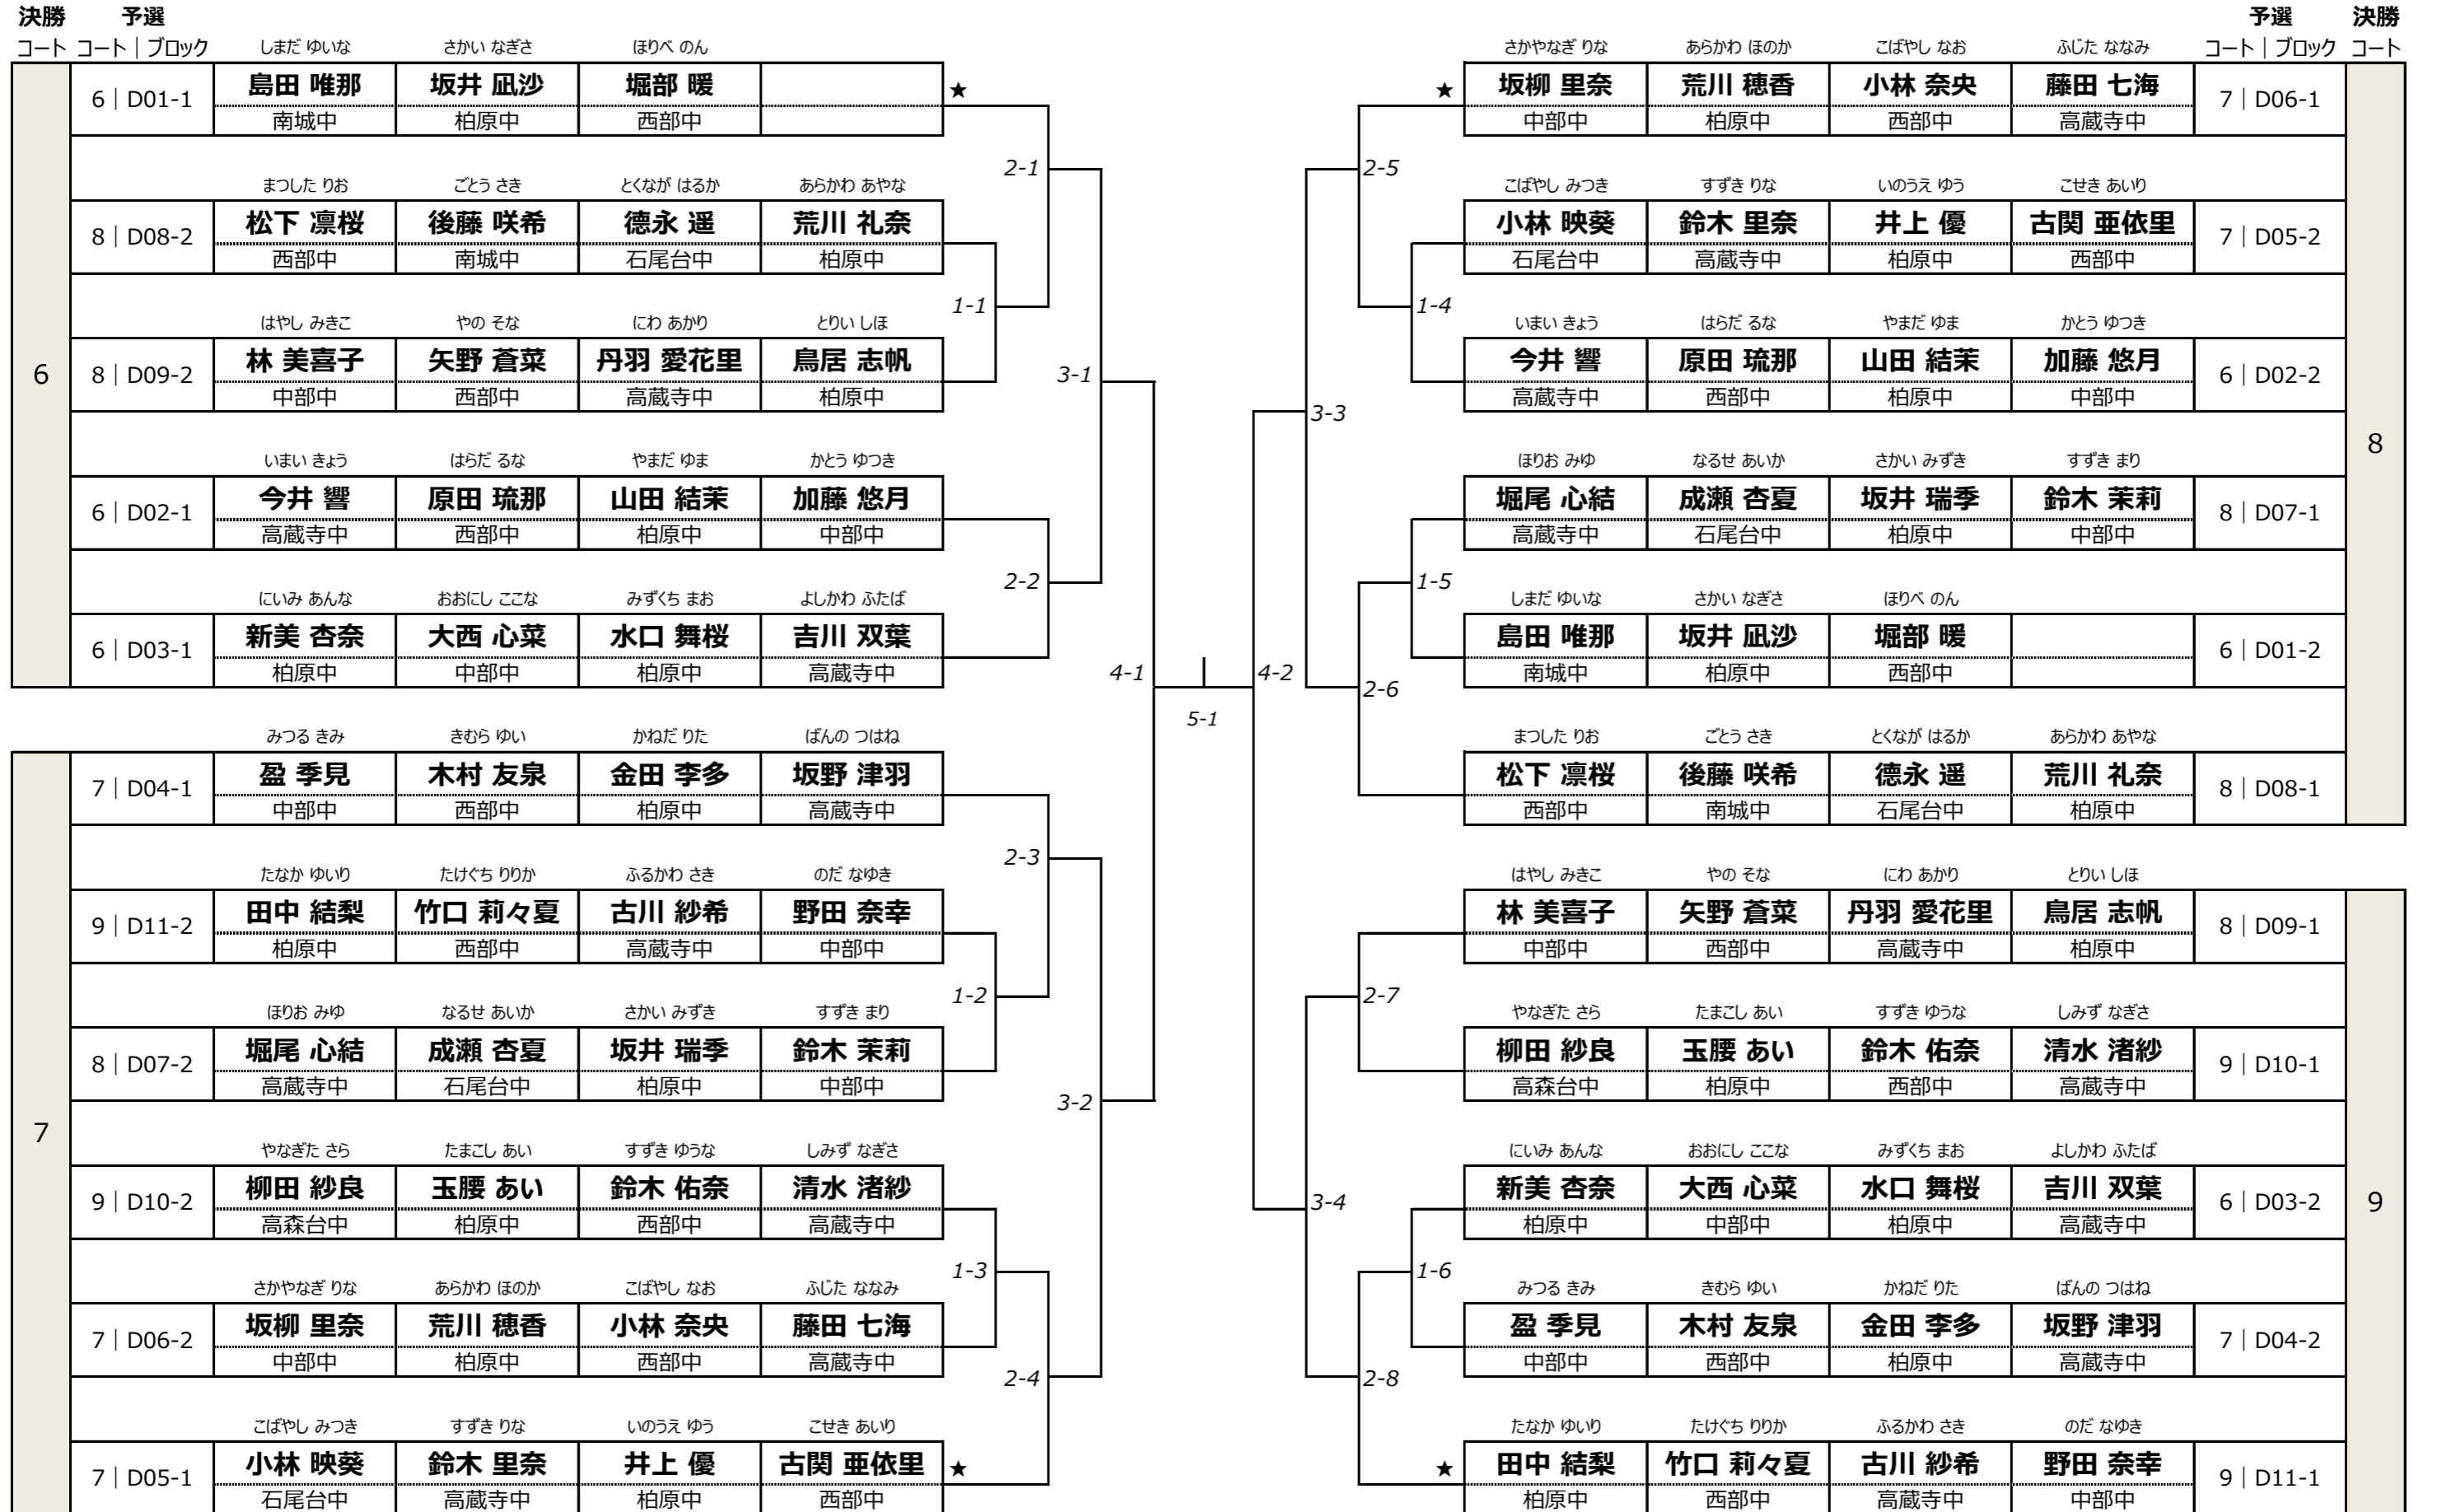 決勝 予選 予選 決勝
コート コート｜ブロック しまだ ゆいな さかい なぎさ ほりべ のん さかやなぎ りな あらかわ ほのか こばやし なお ふじた ななみ コート｜ブロック コート
6｜D01-1 島田 唯那 坂井 凪沙 堀部 暖 ★ ★ 坂柳 里奈 荒川 穂香 小林 奈央 藤田 七海 7｜D06-1
南城中 柏原中 西部中 中部中 柏原中 西部中 高蔵寺中
2-1 2-5
まつした りお ごとう さき とくなが はるか あらかわ あやな こばやし みつき すずき りな いのうえ ゆう こせき あいり
8｜D08-2 松下 凛桜 後藤 咲希 德永 遥 荒川 礼奈 小林 映葵 鈴木 里奈 井上 優 古関 亜依里 7｜D05-2
西部中 南城中 石尾台中 柏原中 石尾台中 高蔵寺中 柏原中 西部中
1-1 1-4
はやし みきこ やの そな にわ あかり とりい しほ いまい きょう はらだ るな やまだ ゆま かとう ゆつき
6 8｜D09-2 林 美喜子 矢野 蒼菜 丹羽 愛花里 鳥居 志帆 3-1 今井 響 原田 琉那 山田 結茉 加藤 悠月 6｜D02-2
中部中 西部中 高蔵寺中 柏原中 高蔵寺中 西部中 柏原中 中部中
3-3
8
いまい きょう はらだ るな やまだ ゆま かとう ゆつき ほりお みゆ なるせ あいか さかい みずき すずき まり
6｜D02-1 今井 響 原田 琉那 山田 結茉 加藤 悠月 堀尾 心結 成瀬 杏夏 坂井 瑞季 鈴木 茉莉 8｜D07-1
高蔵寺中 西部中 柏原中 中部中 高蔵寺中 石尾台中 柏原中 中部中
2-2 1-5
にいみ あんな おおにし ここな みずくち まお よしかわ ふたば しまだ ゆいな さかい なぎさ ほりべ のん
6｜D03-1 新美 杏奈 大西 心菜 水口 舞桜 吉川 双葉 島田 唯那 坂井 凪沙 堀部 暖 6｜D01-2
柏原中 中部中 柏原中 高蔵寺中 4-1 4-2 南城中 柏原中 西部中
2-6
5-1
みつる きみ きむら ゆい かねだ りた ばんの つはね まつした りお ごとう さき とくなが はるか あらかわ あやな
7｜D04-1 盈 季見 木村 友泉 金田 李多 坂野 津羽 松下 凛桜 後藤 咲希 德永 遥 荒川 礼奈 8｜D08-1
中部中 西部中 柏原中 高蔵寺中 西部中 南城中 石尾台中 柏原中
2-3
たなか ゆいり たけぐち りりか ふるかわ さき のだ なゆき はやし みきこ やの そな にわ あかり とりい しほ
9｜D11-2 田中 結梨 竹口 莉々夏 古川 紗希 野田 奈幸 林 美喜子 矢野 蒼菜 丹羽 愛花里 鳥居 志帆 8｜D09-1
柏原中 西部中 高蔵寺中 中部中 中部中 西部中 高蔵寺中 柏原中
1-2 2-7
ほりお みゆ なるせ あいか さかい みずき すずき まり やなぎた さら たまこし あい すずき ゆうな しみず なぎさ
8｜D07-2 堀尾 心結 成瀬 杏夏 坂井 瑞季 鈴木 茉莉 柳田 紗良 玉腰 あい 鈴木 佑奈 清水 渚紗 9｜D10-1
高蔵寺中 石尾台中 柏原中 中部中 3-2 高森台中 柏原中 西部中 高蔵寺中
7
やなぎた さら たまこし あい すずき ゆうな しみず なぎさ にいみ あんな おおにし ここな みずくち まお よしかわ ふたば
9｜D10-2 柳田 紗良 玉腰 あい 鈴木 佑奈 清水 渚紗 3-4 新美 杏奈 大西 心菜 水口 舞桜 吉川 双葉 6｜D03-2 9
高森台中 柏原中 西部中 高蔵寺中 柏原中 中部中 柏原中 高蔵寺中
1-3 1-6
さかやなぎ りな あらかわ ほのか こばやし なお ふじた ななみ みつる きみ きむら ゆい かねだ りた ばんの つはね
7｜D06-2 坂柳 里奈 荒川 穂香 小林 奈央 藤田 七海 盈 季見 木村 友泉 金田 李多 坂野 津羽 7｜D04-2
中部中 柏原中 西部中 高蔵寺中 中部中 西部中 柏原中 高蔵寺中
2-4 2-8
こばやし みつき すずき りな いのうえ ゆう こせき あいり たなか ゆいり たけぐち りりか ふるかわ さき のだ なゆき
7｜D05-1 小林 映葵 鈴木 里奈 井上 優 古関 亜依里 ★ ★ 田中 結梨 竹口 莉々夏 古川 紗希 野田 奈幸 9｜D11-1
石尾台中 高蔵寺中 柏原中 西部中 柏原中 西部中 高蔵寺中 中部中